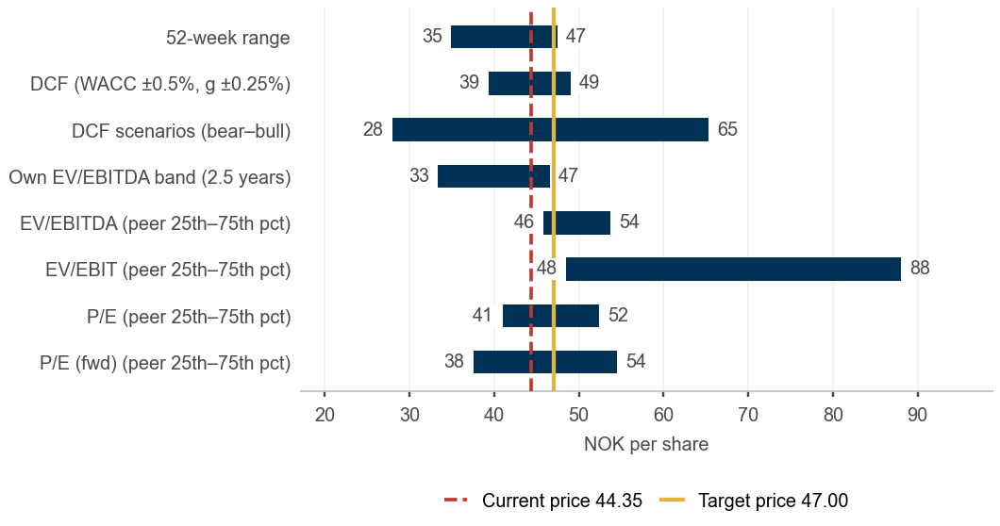 52-week range
35
47
DCF (WACC ±0.5%, g ±0.25%)
39
49
DCF scenarios (bear–bull)
28
65
Own EV/EBITDA band (2.5 years)
33
47
EV/EBITDA (peer 25th–75th pct)
46
54
EV/EBIT (peer 25th–75th pct)
48
88
P/E (peer 25th–75th pct)
41
52
P/E (fwd) (peer 25th–75th pct)
38
54
20 30 40 50 60 70 80 90
NOK per share
Current price 44.35 Target price 47.00